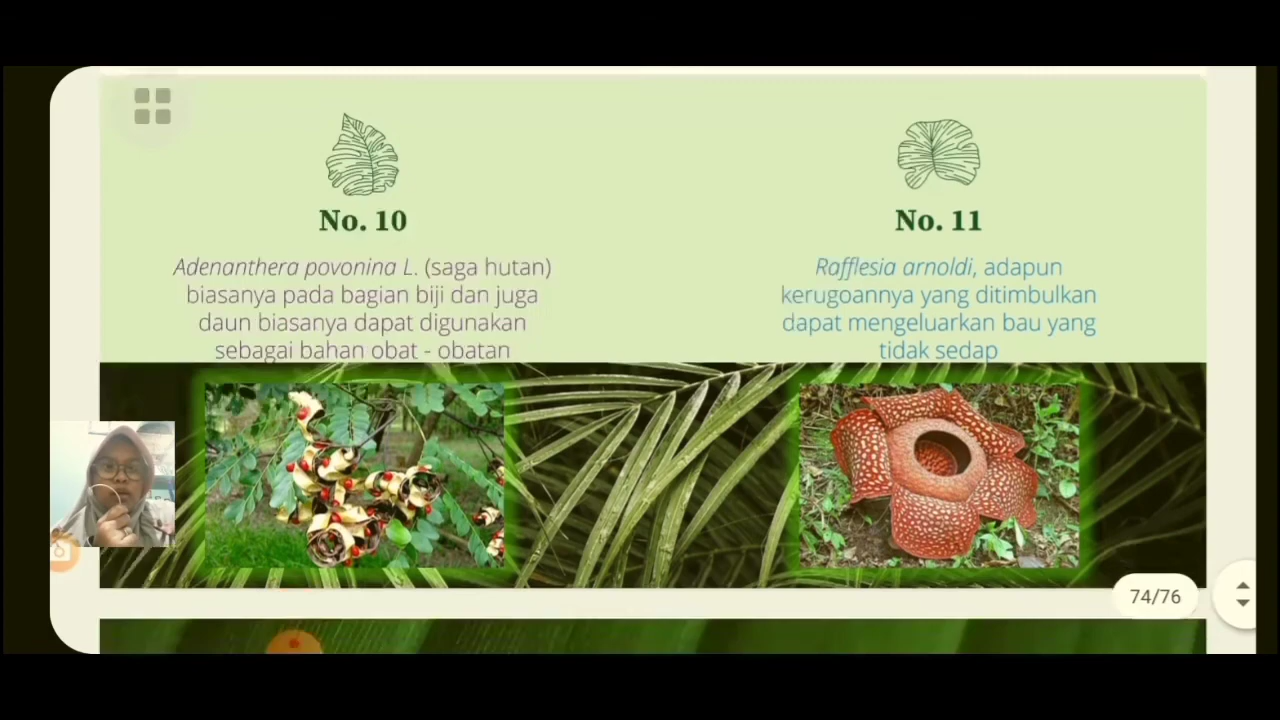 No. 10
Adenanthera povonina L. (saga hutan)
biasanya pada bagian biji dan juga
daun biasanya dapat digunakan
sebagai bahan obat - obatan
No. 11
Rafflesia arnoldi, adapun
kerugoannya yang ditimbulkan
dapat mengeluarkan bau yang
tidak sedap
74/76